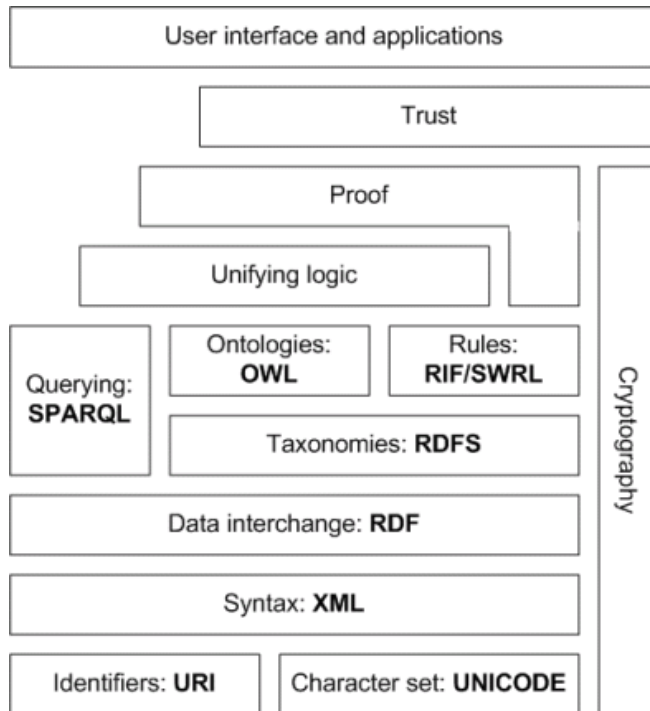 User interface and applications
Trust
Proof
Unifying logic
Querying:
SPARQL
Ontologies:
OWL
Rules:
RIF/SWRL
Taxonomies: RDFS
Cryptography
Data interchange: RDF
Syntax: XML
Identifiers: URI
Character set: UNICODE